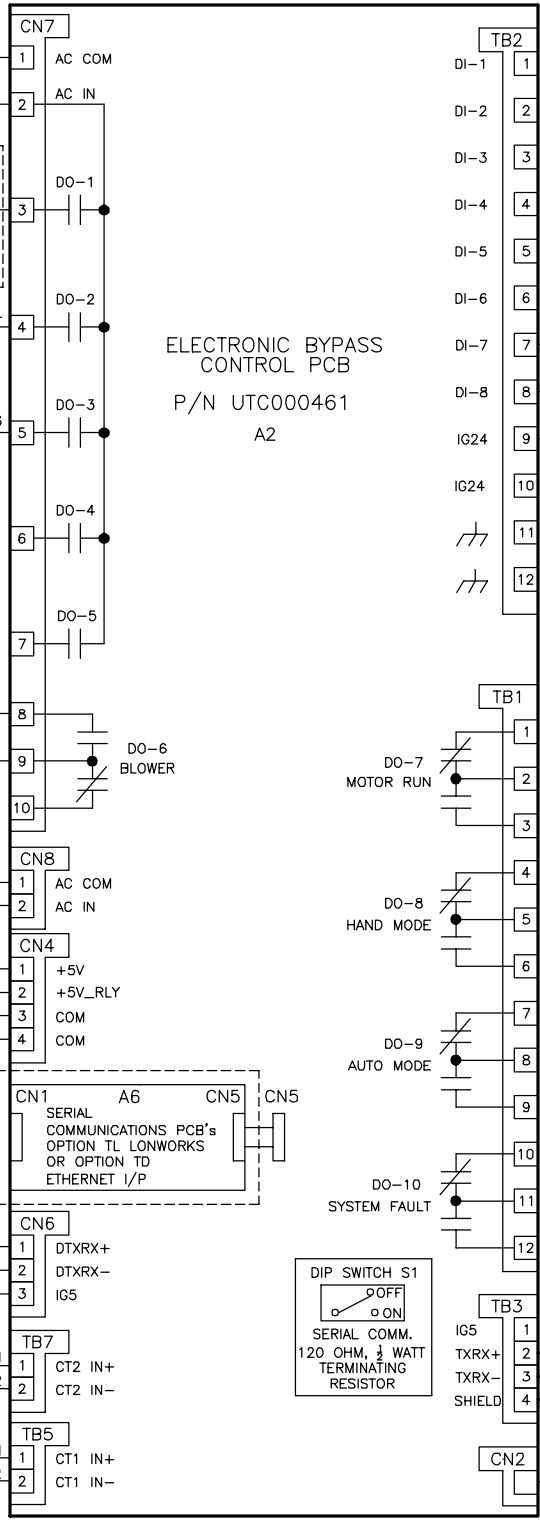 CN7
1 AC COM
2 AC IN
DO-1
3
DO-2
4
DO-3
5
DO-4
6
DO-5
7
8
9
10
DO-6
BLOWER
CN8
1 AC COM
2 AC IN
CN4
1 +5V
2 +5V_RLY
3 COM
4 COM
CN1 A6 CN5 CN5
SERIAL
COMMUNICATIONS PCB's
OPTION TL LONWORKS
OR OPTION TD
ETHERNET I/P
CN6
1 DTXRX+
2 DTXRX-
3 IG5
TB7
1 CT2 IN+
2 CT2 IN-
TB5
1 CT1 IN+
2 CT1 IN-
ELECTRONIC BYPASS
CONTROL PCB
P/N UTC000461
A2
TB2
DI-1 1
DI-2 2
DI-3 3
DI-4 4
DI-5 5
DI-6 6
DI-7 7
DI-8 8
IG24 9
IG24 10
11
12
TB1
1
DO-7
MOTOR RUN
2
3
4
DO-8
HAND MODE
5
6
7
DO-9
AUTO MODE
8
9
10
DO-10
SYSTEM FAULT
11
12
DIP SWITCH S1
OFF
ON
SERIAL COMM.
120 OHM, ½ WATT
TERMINATING
RESISTOR
TB3
IG5 1
TXRX+ 2
TXRX- 3
SHIELD 4
CN2